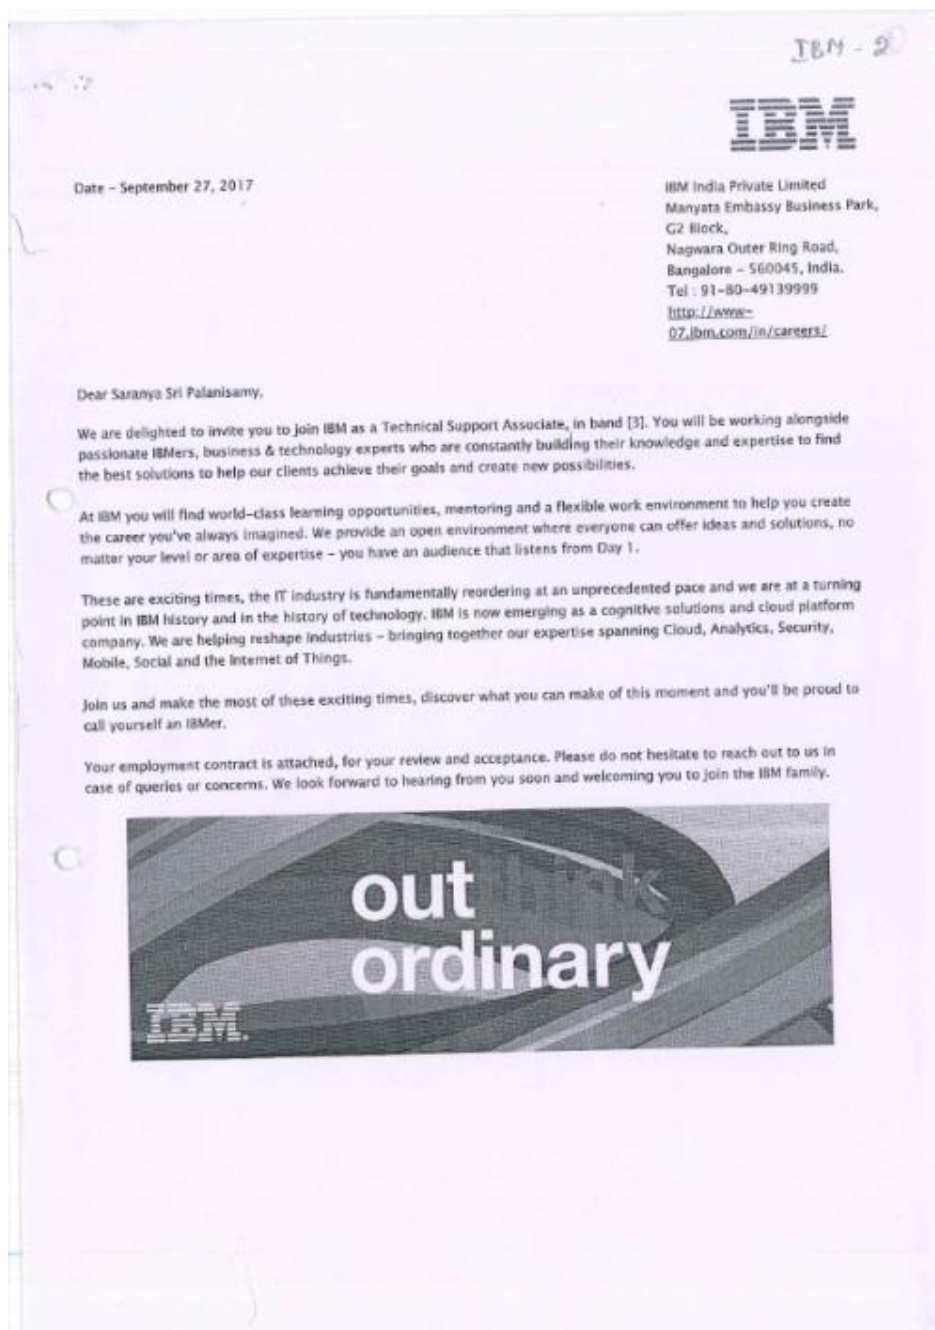 IBM - 2
IBM
Date – September 27, 2017
IBM India Private Limited
Manyata Embassy Business Park,
G2 Block,
Nagwara Outer Ring Road,
Bangalore – 560045, India.
Tel : 91-80-49139999
http://www-
07.ibm.com/in/careers/
Dear Saranya Sri Palanisamy,
We are delighted to invite you to join IBM as a Technical Support Associate, in band [3]. You will be working alongside
passionate IBMers, business & technology experts who are constantly building their knowledge and expertise to find
the best solutions to help our clients achieve their goals and create new possibilities.
At IBM you will find world-class learning opportunities, mentoring and a flexible work environment to help you create
the career you've always imagined. We provide an open environment where everyone can offer ideas and solutions, no
matter your level or area of expertise – you have an audience that listens from Day 1.
These are exciting times, the IT industry is fundamentally reordering at an unprecedented pace and we are at a turning
point in IBM history and in the history of technology. IBM is now emerging as a cognitive solutions and cloud platform
company. We are helping reshape industries – bringing together our expertise spanning Cloud, Analytics, Security,
Mobile, Social and the Internet of Things.
Join us and make the most of these exciting times, discover what you can make of this moment and you'll be proud to
call yourself an IBMer.
Your employment contract is attached, for your review and acceptance. Please do not hesitate to reach out to us in
case of queries or concerns. We look forward to hearing from you soon and welcoming you to join the IBM family.
outthink
ordinary
IBM.